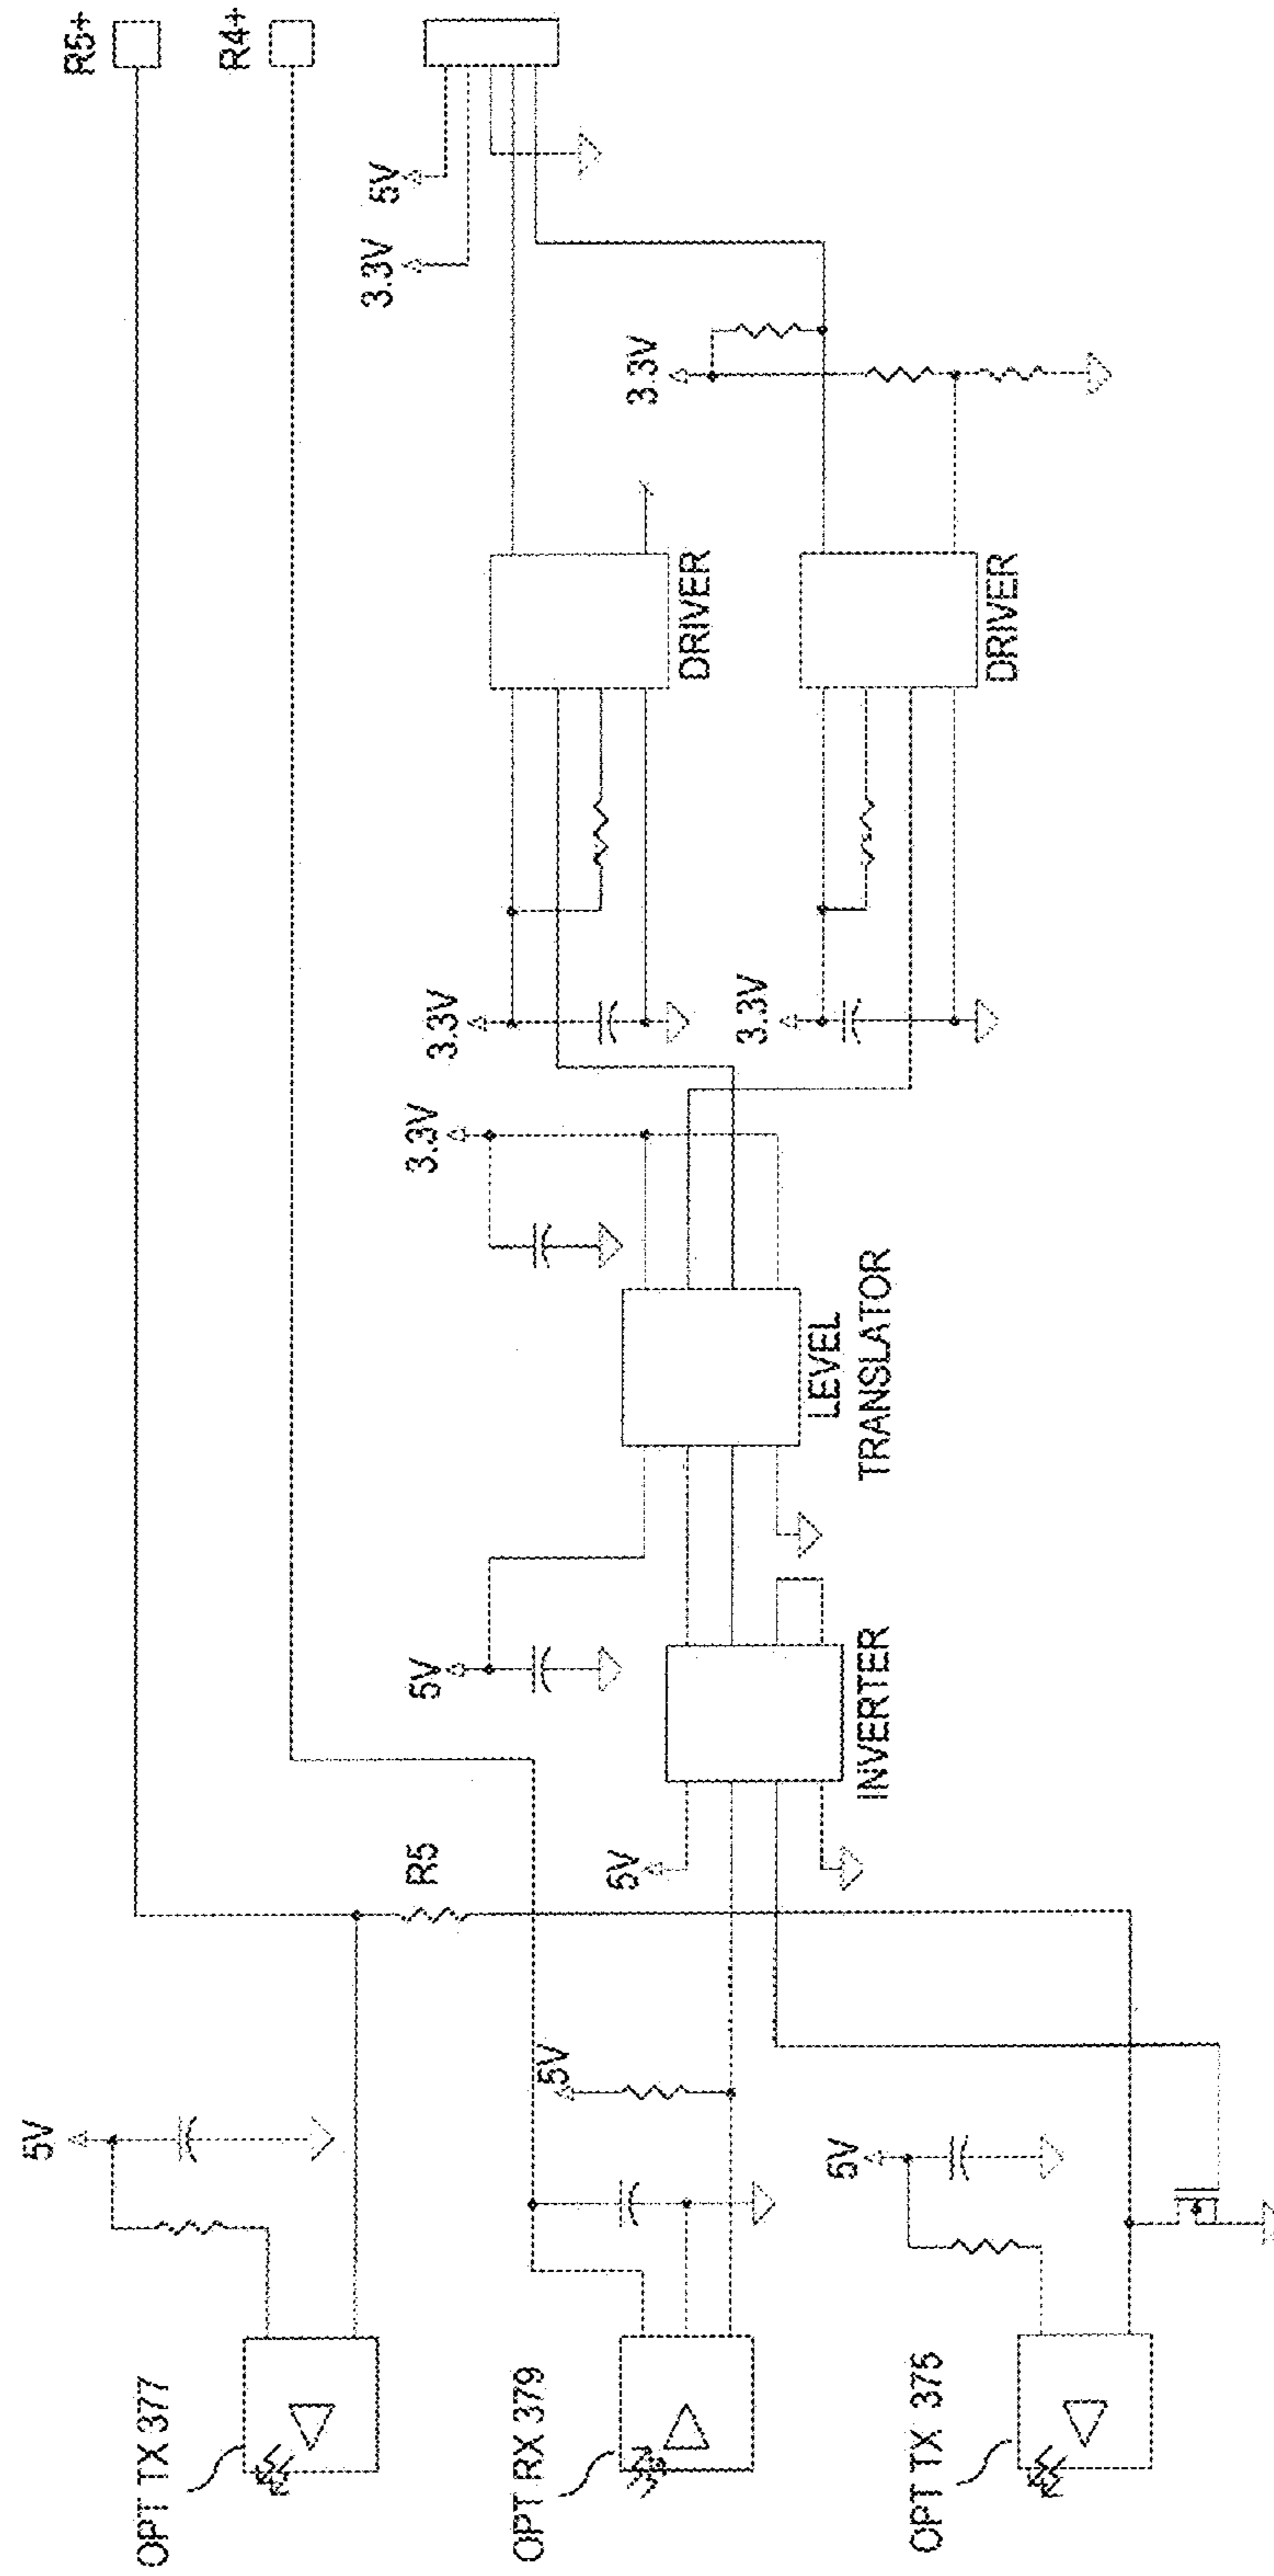 R5+
R4+
5V
3.3V
3.3V
DRIVER
DRIVER
3.3V
3.3V
3.3V
LEVEL
TRANSLATOR
5V
INVERTER
5V
R5
5V
5V
5V
OPT TX 377
OPT RX 379
OPT TX 375